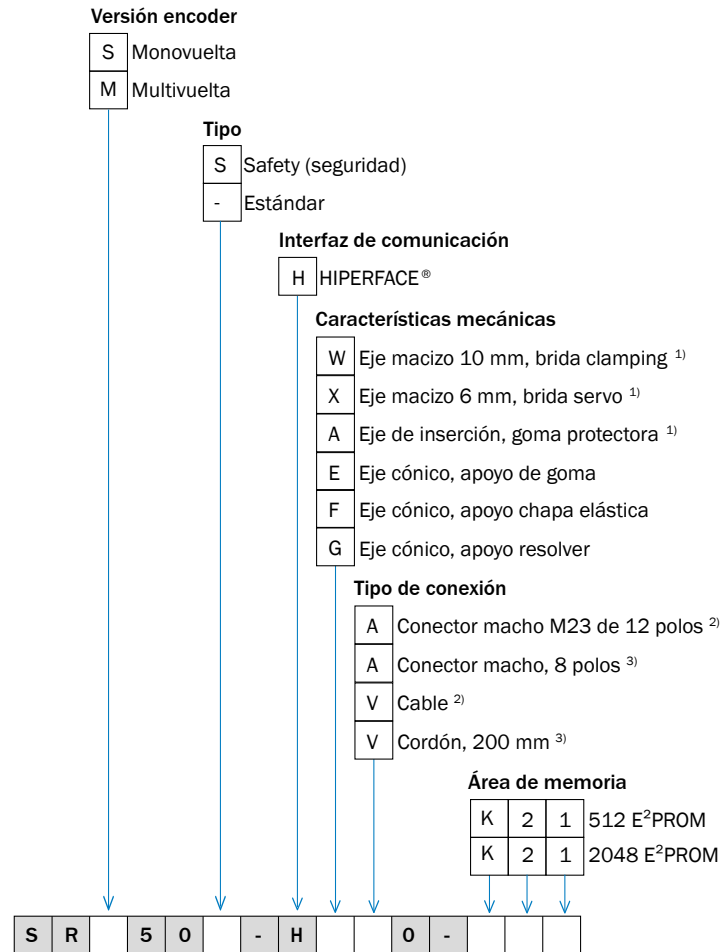 Versión encoder
S Monovuelta
M Multivuelta
Tipo
S Safety (seguridad)
- Estándar
Interfaz de comunicación
H HIPERFACE®
Características mecánicas
W Eje macizo 10 mm, brida clamping 1)
X Eje macizo 6 mm, brida servo 1)
A Eje de inserción, goma protectora 1)
E Eje cónico, apoyo de goma
F Eje cónico, apoyo chapa elástica
G Eje cónico, apoyo resolver
Tipo de conexión
A Conector macho M23 de 12 polos 2)
A Conector macho, 8 polos 3)
V Cable 2)
V Cordón, 200 mm 3)
Área de memoria
K 2 1 512 E²PROM
K 2 1 2048 E²PROM
S R 5 0 - H 0 -